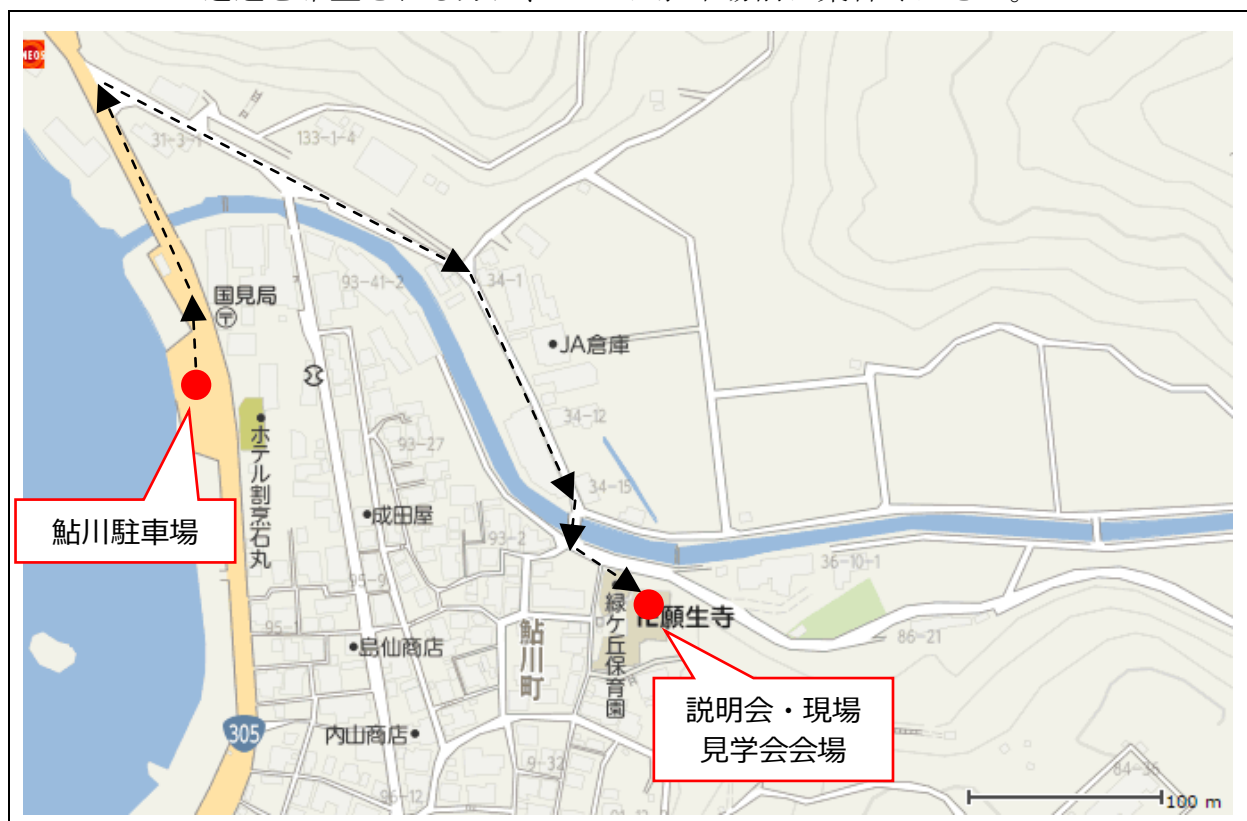 NEOS
31-3-1
133-1-4
国見局
93-41-2
34-1
JA倉庫
ホテル割烹石丸
34-12
93-27
鮎川駐車場
成田屋
34-15
93-2
36-10-1
95-9
緑ケ丘保育園
願生寺
95-1
島仙商店
鮎川町
86-21
説明会・現場
見学会会場
305
内山商店
9-32
84-36
96-12
100 m